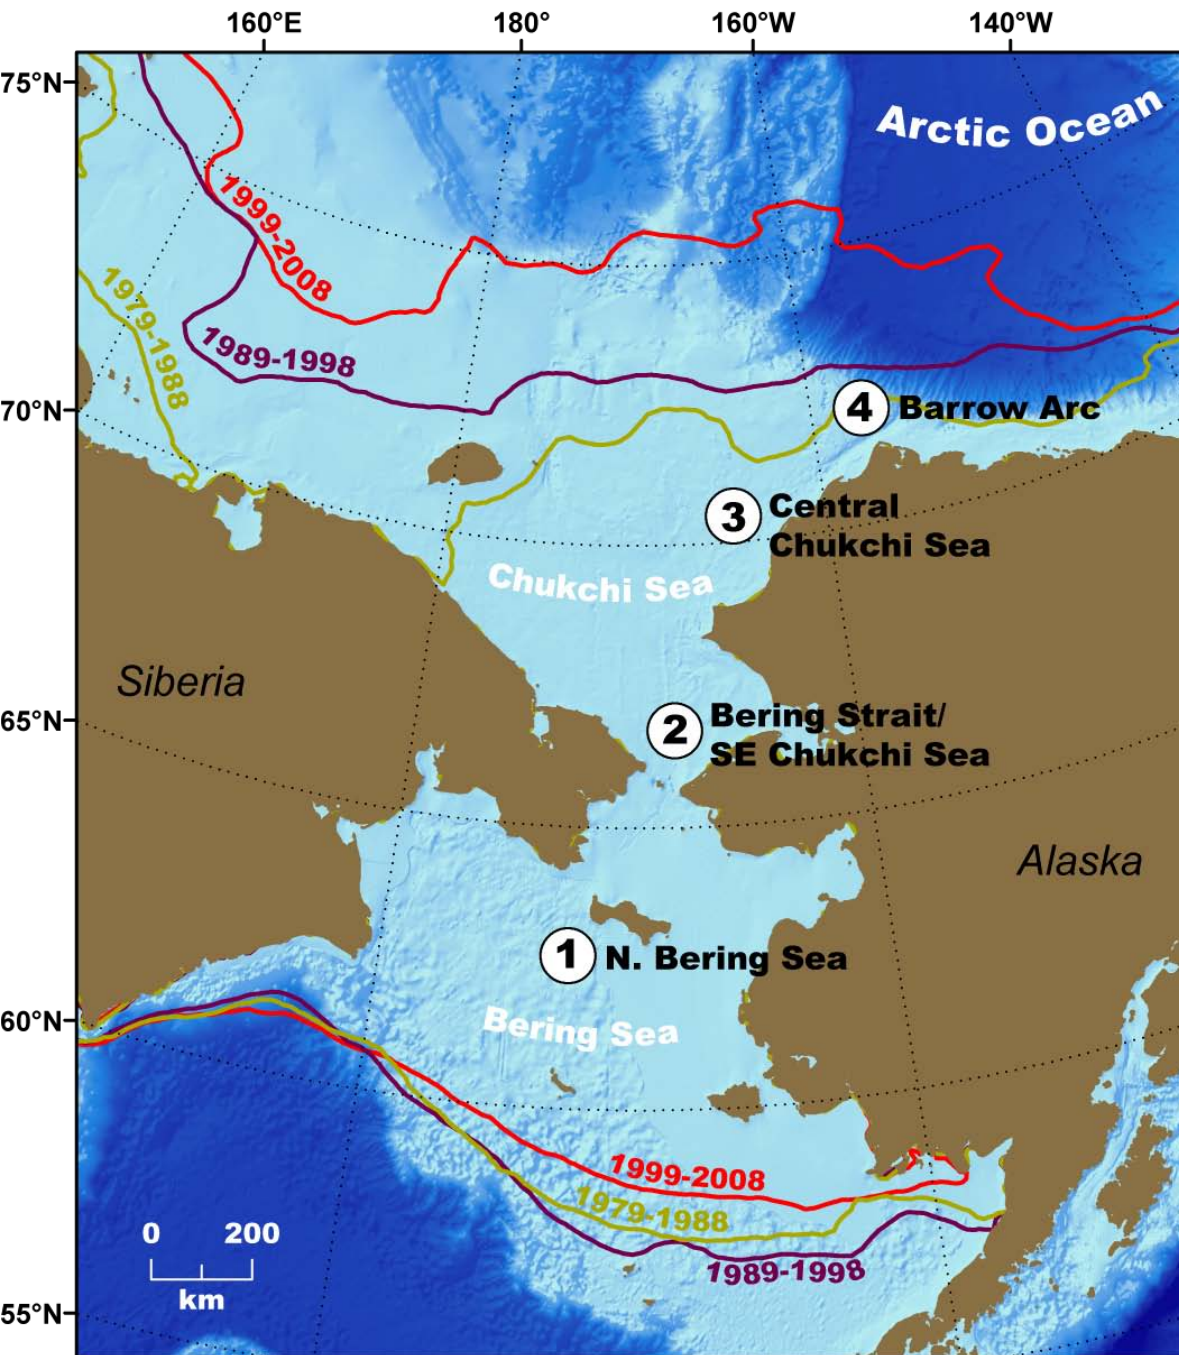 160°E 180° 160°W 140°W
75°N
Arctic Ocean
1999-2008
1979-1988
1989-1998
70°N
4 Barrow Arc
3 Central
Chukchi Sea
Chukchi Sea
Siberia
65°N
2 Bering Strait/
SE Chukchi Sea
Alaska
1 N. Bering Sea
60°N
Bering Sea
1999-2008
1979-1988
1989-1998
0 200
km
55°N